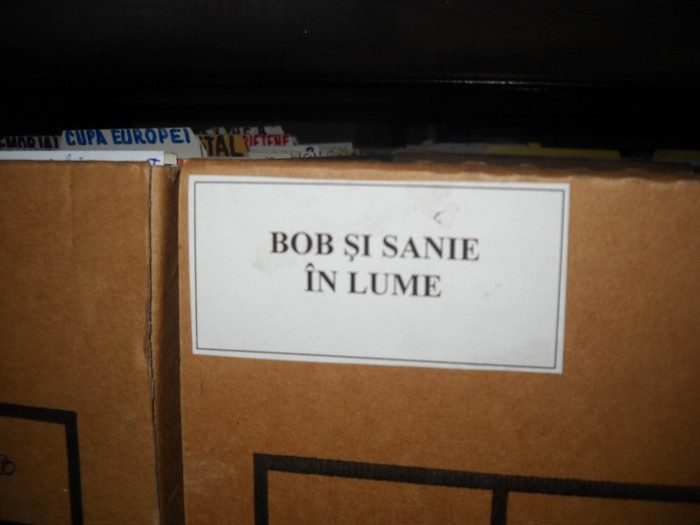 CUPA EUROPEI
BOB ȘI SANIE
ÎN LUME